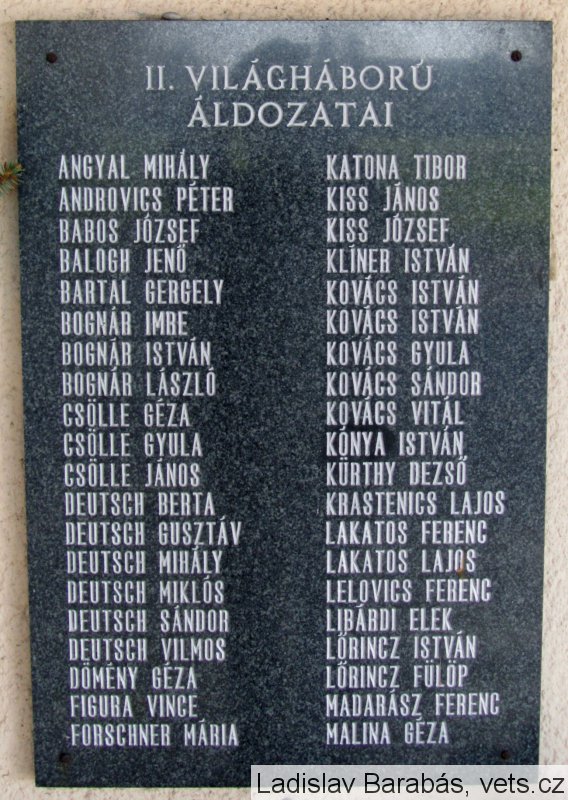 II. VILÁGHÁBORÚ
ÁLDOZATAI
ANGYAL MIHÁLY
ANDROVICS PÉTER
BABOS JÓZSEF
BALOGH JENŐ
BARTAL GERGELY
BOGNÁR IMRE
BOGNÁR ISTVÁN
BOGNÁR LÁSZLÓ
CSÖLLE GÉZA
CSÖLLE GYULA
CSÖLLE JÁNOS
DEUTSCH BERTA
DEUTSCH GUSZTÁV
DEUTSCH MIHÁLY
DEUTSCH MIKLÓS
DEUTSCH SÁNDOR
DEUTSCH VILMOS
DÖMÉNY GÉZA
FIGURA VINCE
FORSCHNER MÁRIA
KATONA TIBOR
KISS JÁNOS
KISS JÓZSEF
KLÍNER ISTVÁN
KOVÁCS ISTVÁN
KOVÁCS ISTVÁN
KOVÁCS GYULA
KOVÁCS SÁNDOR
KOVÁCS VITÁL
KÓNYA ISTVÁN
KÜRTHY DEZSŐ
KRASTENICS LAJOS
LAKATOS FERENC
LAKATOS LAJOS
LELOVICS FERENC
LIBÁRDI ELEK
LŐRINCZ ISTVÁN
LŐRINCZ FÜLÖP
MADARÁSZ FERENC
MALINA GÉZA
Ladislav Barabás, vets.cz